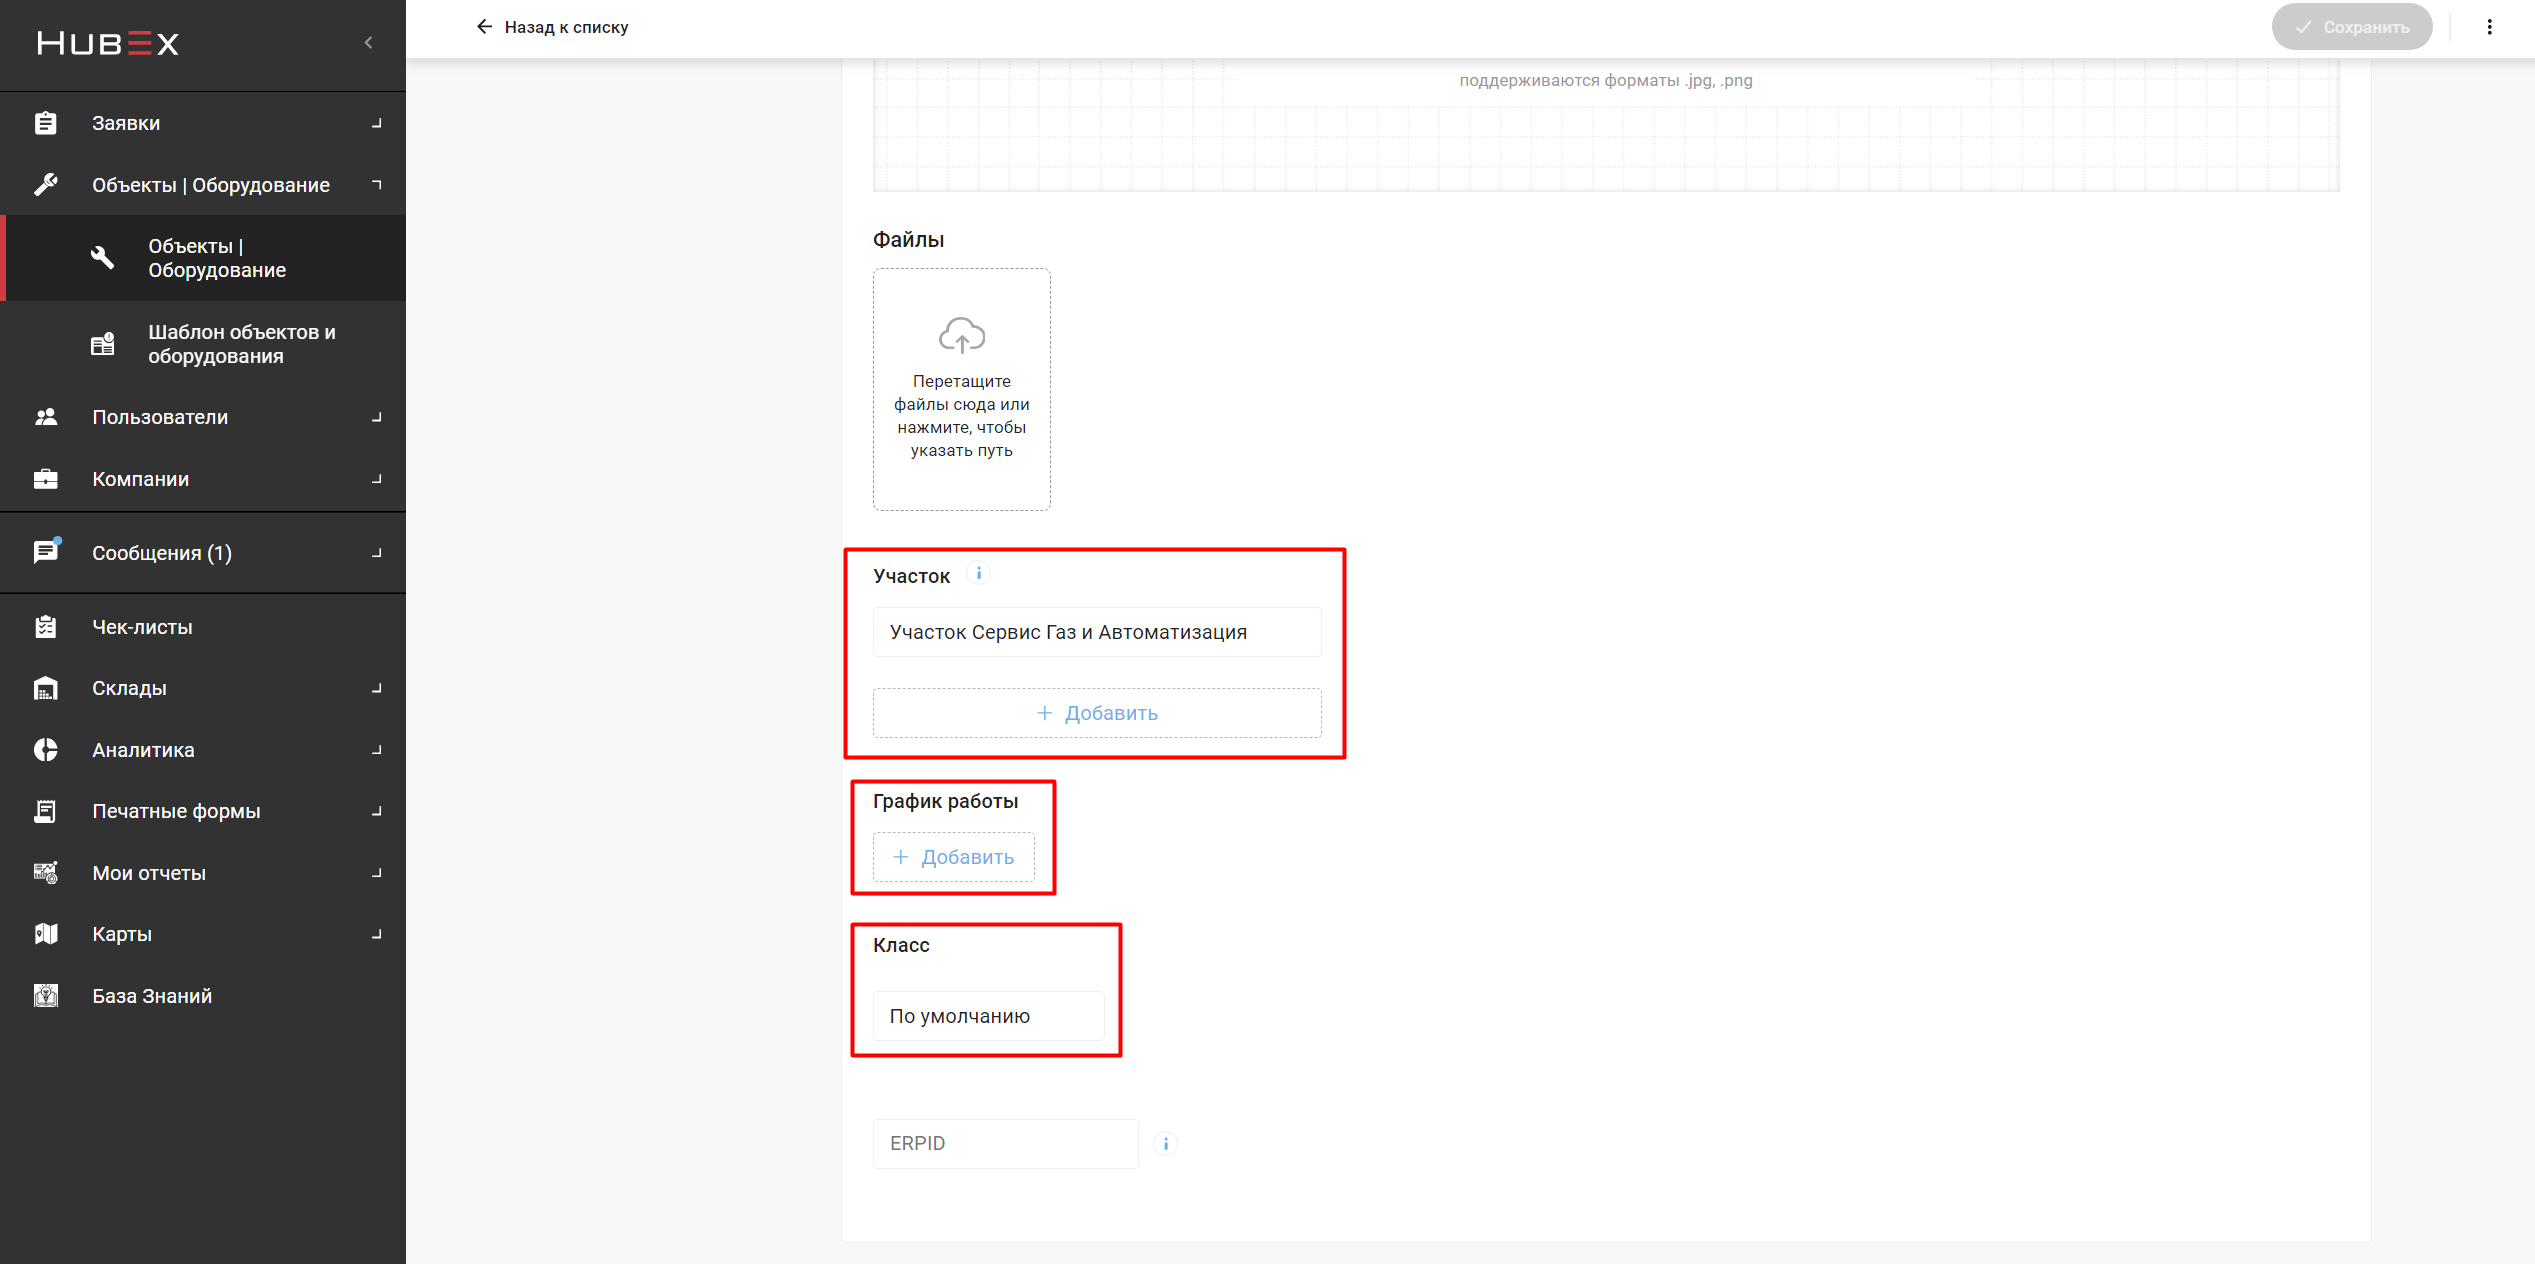 HUBEX
Назад к списку
Сохранить
Заявки
Объекты | Оборудование
Объекты |
Оборудование
Шаблон объектов и
оборудования
Пользователи
Компании
Сообщения (1)
Чек-листы
Склады
Аналитика
Печатные формы
Мои отчеты
Карты
База Знаний
поддерживаются форматы .jpg, .png
Файлы
Перетащите
файлы сюда или
нажмите, чтобы
указать путь
Участок
Участок Сервис Газ и Автоматизация
+ Добавить
График работы
+ Добавить
Класс
По умолчанию
ERPID